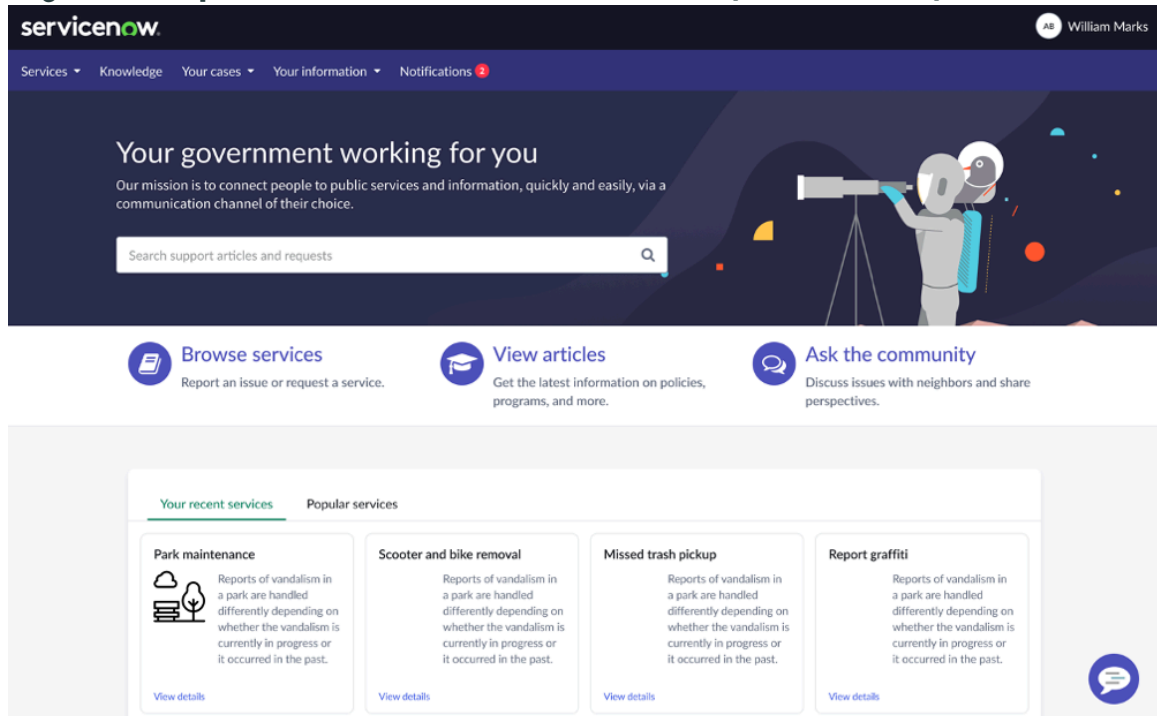 servicenow.
AB William Marks
Services Knowledge Your cases Your information Notifications 2
Your government working for you
Our mission is to connect people to public services and information, quickly and easily, via a
communication channel of their choice.
Search support articles and requests
Browse services
Report an issue or request a service.
View articles
Get the latest information on policies,
programs, and more.
Ask the community
Discuss issues with neighbors and share
perspectives.
Your recent services Popular services
Park maintenance
Reports of vandalism in
a park are handled
differently depending on
whether the vandalism is
currently in progress or
it occurred in the past.
View details
Scooter and bike removal
Reports of vandalism in
a park are handled
differently depending on
whether the vandalism is
currently in progress or
it occurred in the past.
View details
Missed trash pickup
Reports of vandalism in
a park are handled
differently depending on
whether the vandalism is
currently in progress or
it occurred in the past.
View details
Report graffiti
Reports of vandalism in
a park are handled
differently depending on
whether the vandalism is
currently in progress or
it occurred in the past.
View details